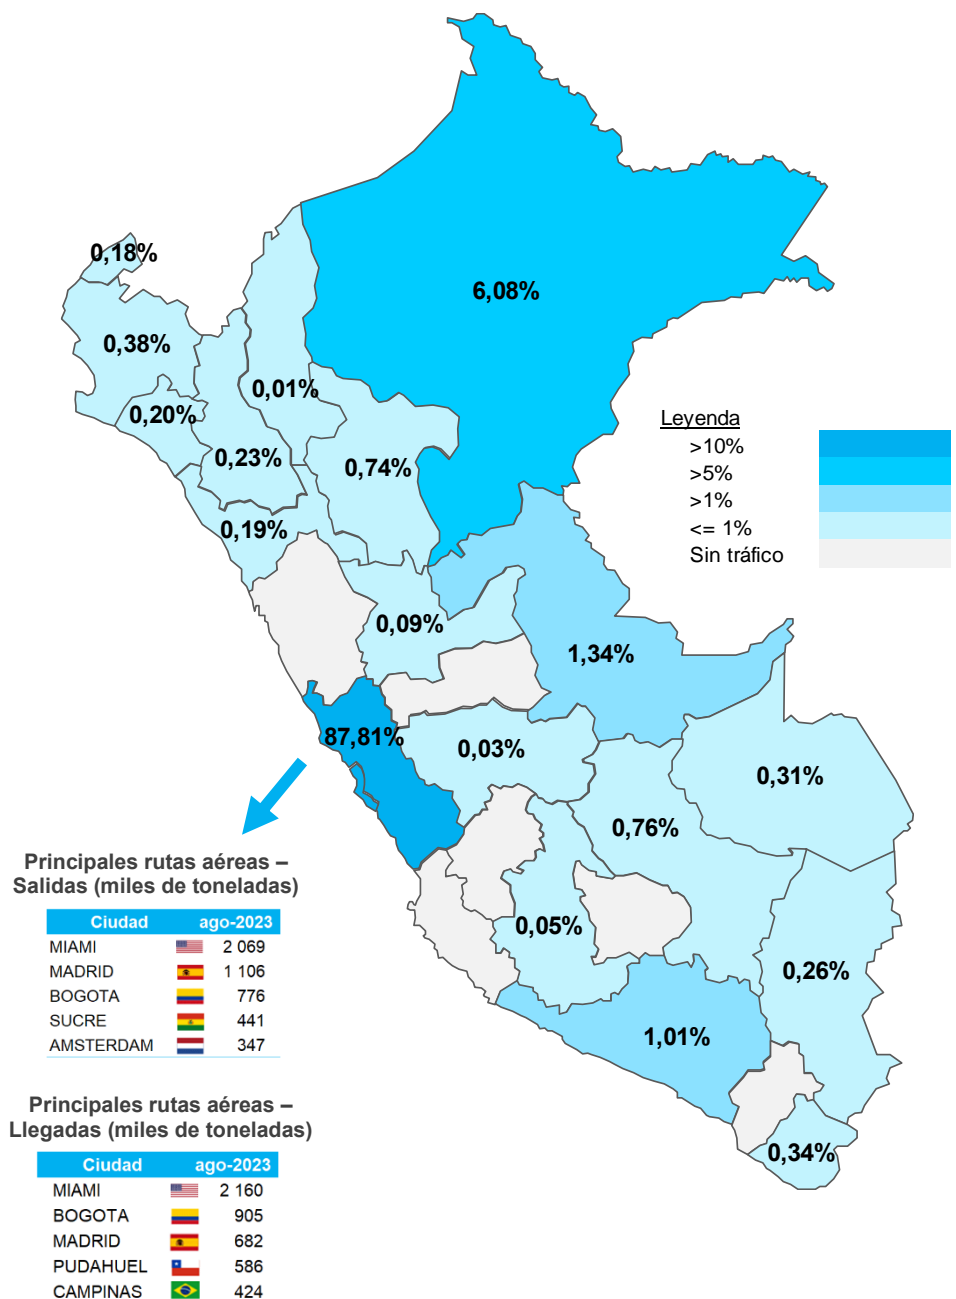 0,18%
6,08%
0,38%
0,01%
0,20%
Leyenda
>10%
0,23%
0,74%
>5%
>1%
0,19%
<= 1%
Sin tráfico
0,09%
1,34%
87,81%
0,03%
0,31%
0,76%
Principales rutas aéreas –
Salidas (miles de toneladas)
Ciudad ago-2023
MIAMI 2 069
MADRID 1 106
BOGOTA 776
SUCRE 441
AMSTERDAM 347
0,05%
0,26%
1,01%
Principales rutas aéreas –
Llegadas (miles de toneladas)
0,34%
Ciudad ago-2023
MIAMI 2 160
BOGOTA 905
MADRID 682
PUDAHUEL 586
CAMPINAS 424